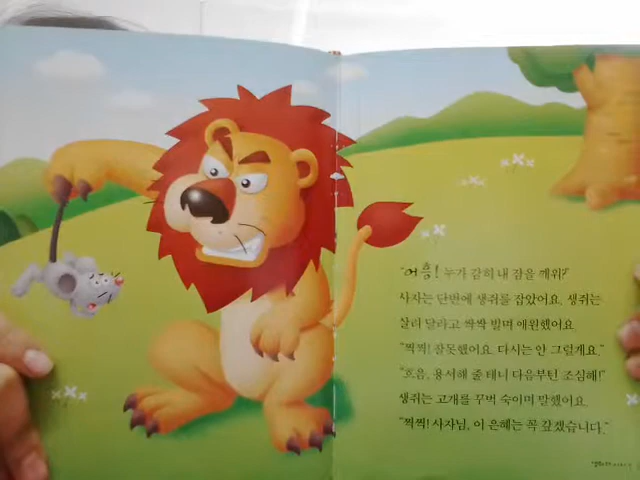 "어흥! 누가 감히 내 잠을 깨워?"
사자는 단번에 생쥐를 잡았어요. 생쥐는
살려 달라고 싹싹 빌며 애원했어요.
"찍찍! 잘못했어요. 다시는 안 그럴게요."
"흐음, 용서해 줄 테니 다음부턴 조심해!"
생쥐는 고개를 꾸벅 숙이며 말했어요.
"찍찍! 사자님, 이 은혜는 꼭 갚겠습니다."